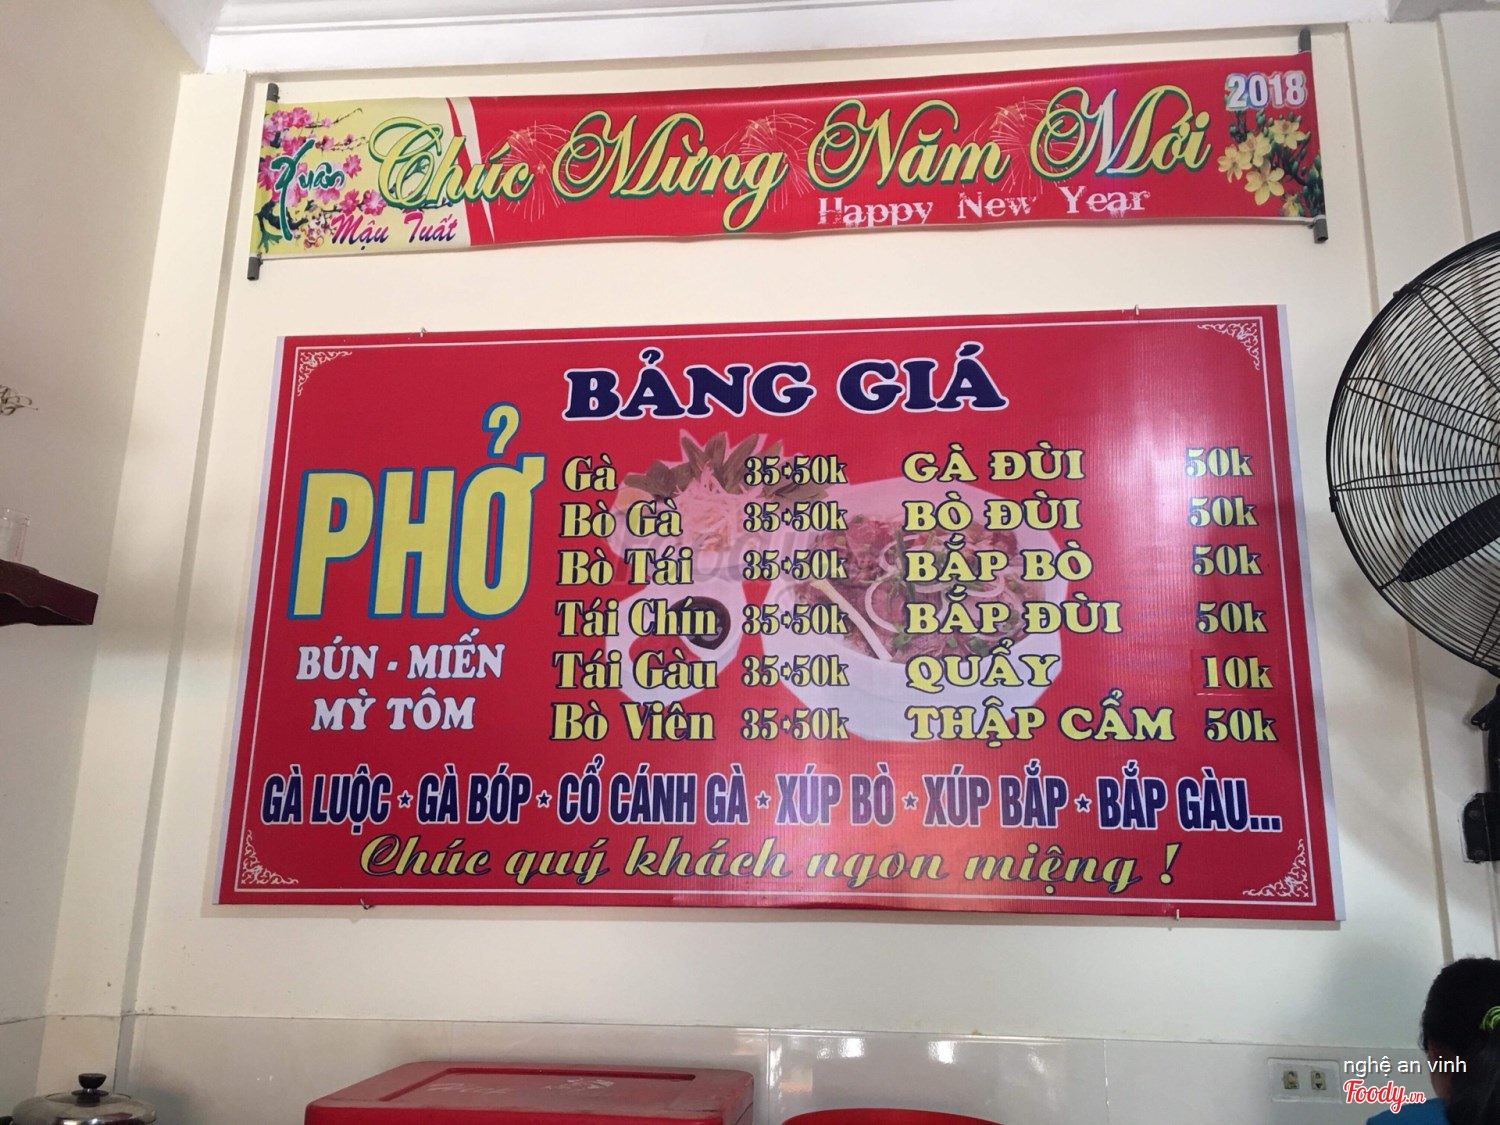 2018
Chúc Mừng Năm Mới
Xuân
Mậu Tuất
Happy New Year
BẢNG GIÁ
PHỞ
BÚN - MIẾN
MỲ TÔM
Gà 35-50k GÀ ĐÙI 50k
Bò Gà 35-50k BÒ ĐÙI 50k
Bò Tái 35-50k BẮP BÒ 50k
Tái Chín 35-50k BẮP ĐÙI 50k
Tái Gàu 35-50k QUẨY 10k
Bò Viên 35-50k THẬP CẨM 50k
GÀ LUỘC * GÀ BÓP * CỔ CÁNH GÀ * XÚP BÒ * XÚP BẮP * BẮP GÀU...
Chúc quý khách ngon miệng !
nghệ an vinh
Foody.vn